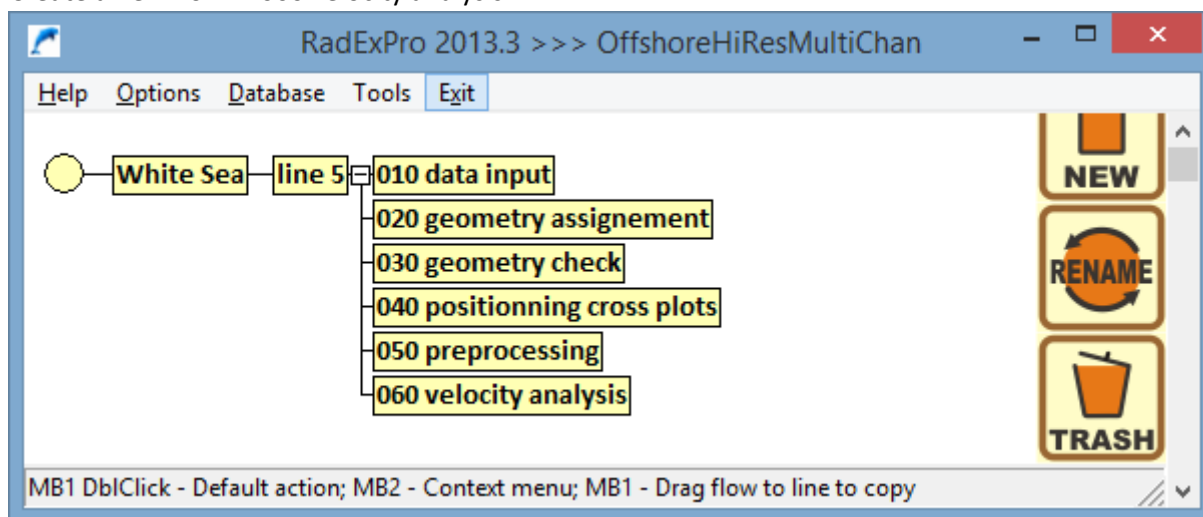 RadExPro 2013.3 >>> OffshoreHiResMultiChan
Help Options Database Tools Exit
White Sea line 5 010 data input
020 geometry assignement
030 geometry check
040 positionning cross plots
050 preprocessing
060 velocity analysis
NEW
RENAME
TRASH
MB1 DblClick - Default action; MB2 - Context menu; MB1 - Drag flow to line to copy